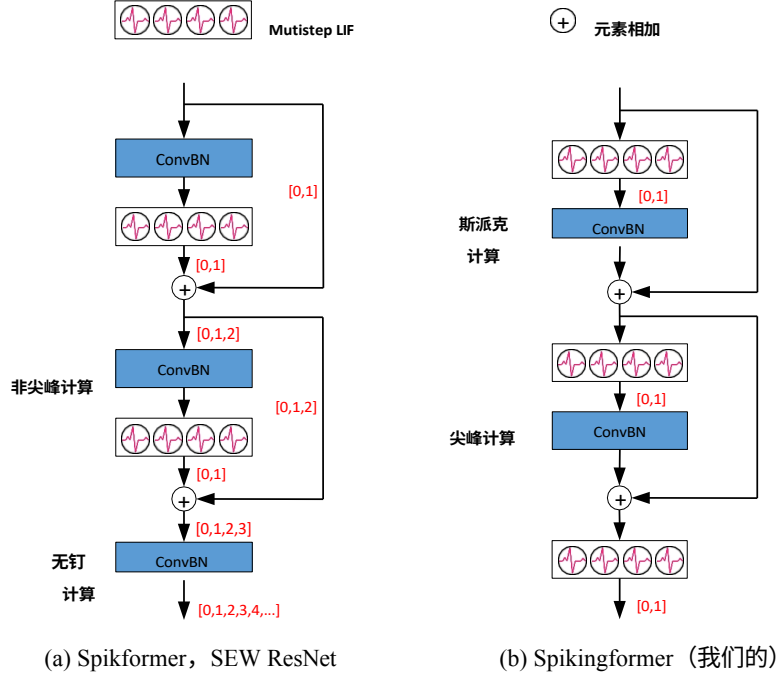 Mutistep LIF
+ 元素相加
ConvBN
[0,1]
[0,1]
+
[0,1,2]
非尖峰计算
ConvBN
[0,1,2]
[0,1]
+
[0,1,2,3]
无钉
计算
ConvBN
[0,1,2,3,4,...]
(a) Spikformer，SEW ResNet
[0,1]
斯派克
计算
ConvBN
+
[0,1]
尖峰计算
ConvBN
+
[0,1]
(b) Spikingformer（我们的）